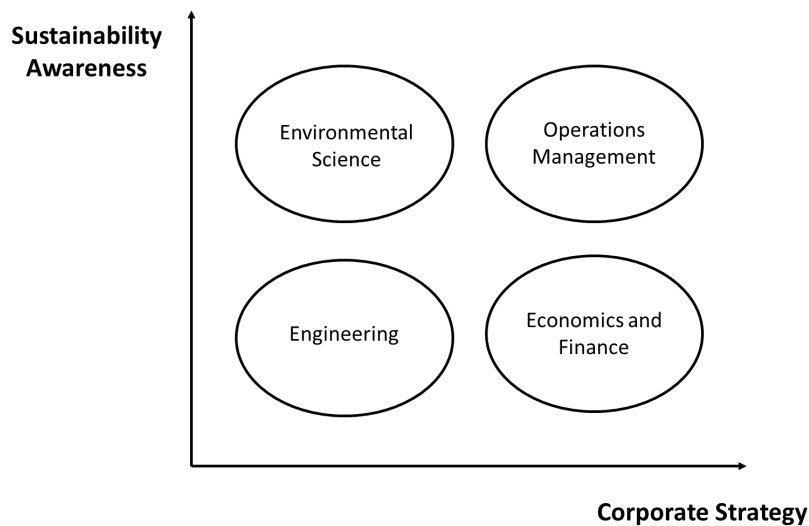 Sustainability
Awareness
Environmental
Science
Operations
Management
Engineering
Economics and
Finance
Corporate Strategy